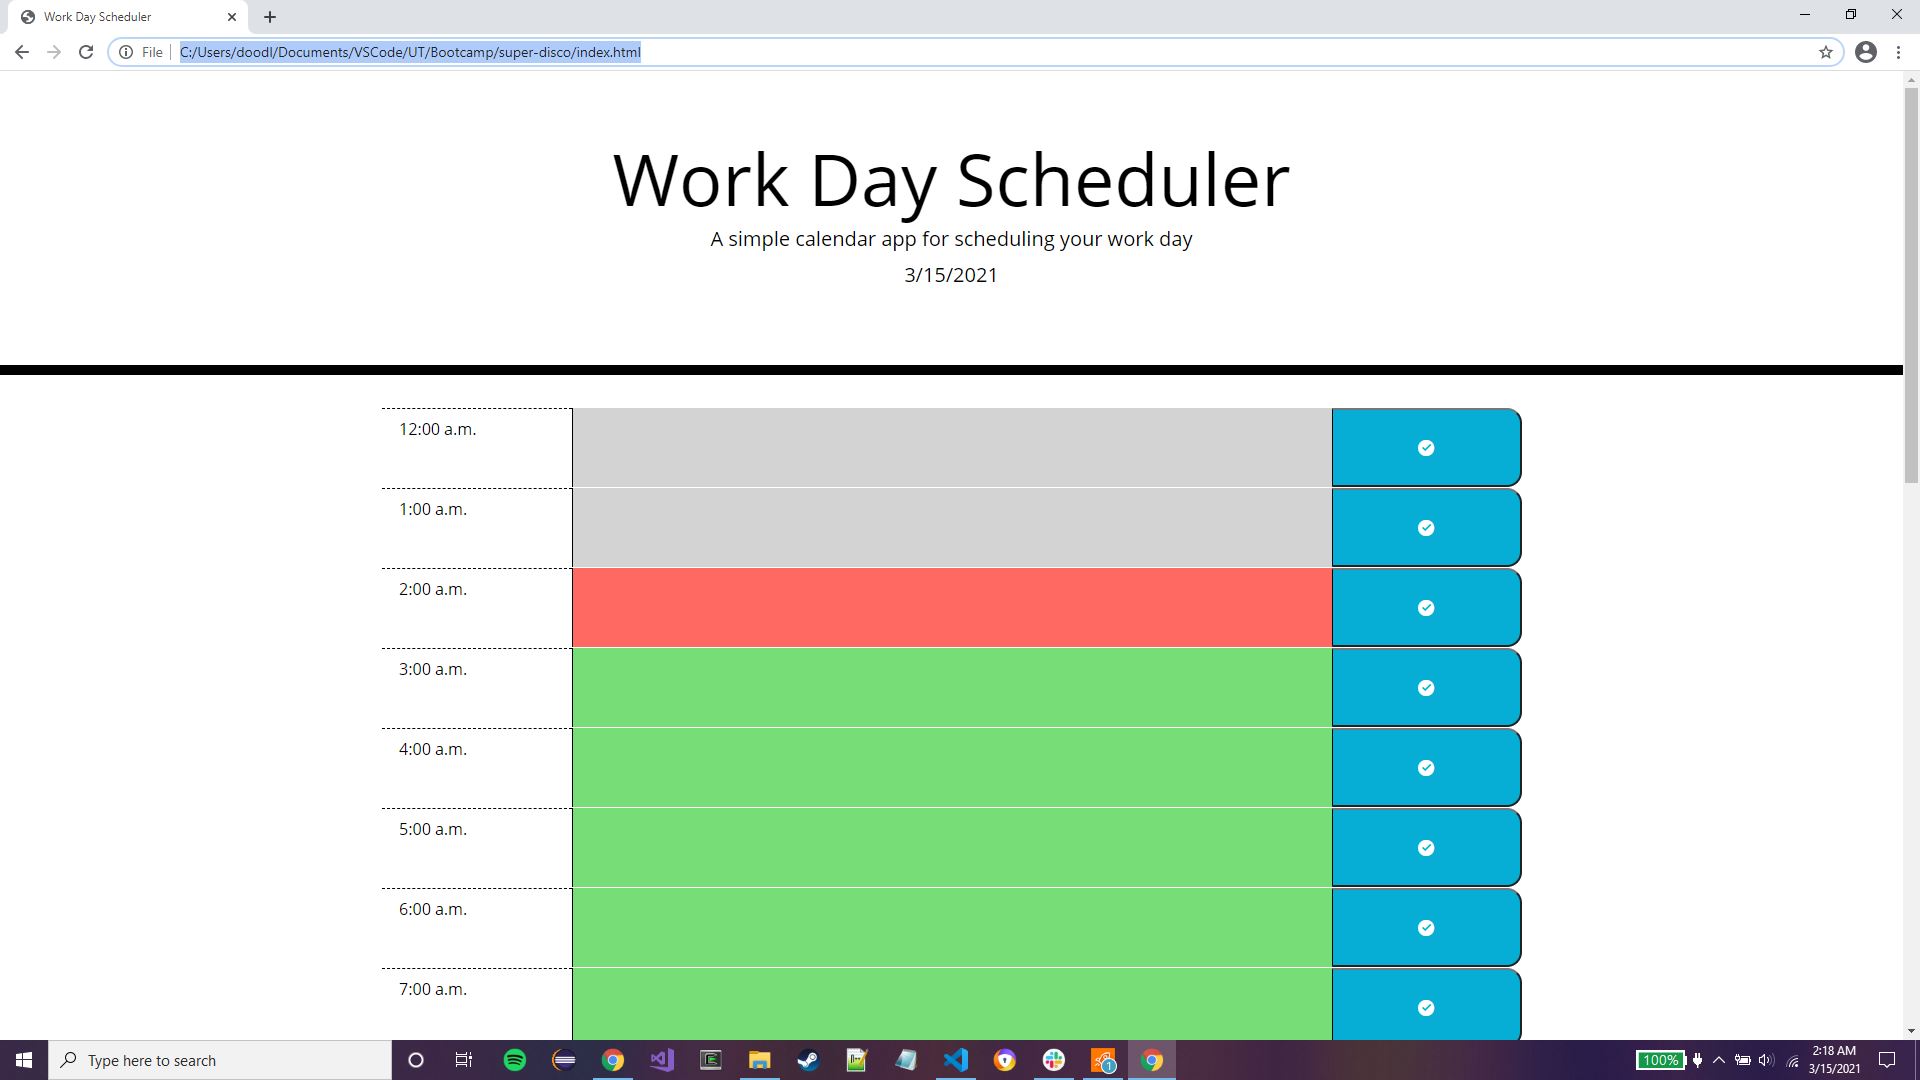 Work Day Scheduler
File
C:/Users/doodl/Documents/VSCode/UT/Bootcamp/super-disco/index.html
Work Day Scheduler
A simple calendar app for scheduling your work day
3/15/2021
12:00 a.m.
1:00 a.m.
2:00 a.m.
3:00 a.m.
4:00 a.m.
5:00 a.m.
6:00 a.m.
7:00 a.m.
Type here to search
1
100%
2:18 AM
3/15/2021